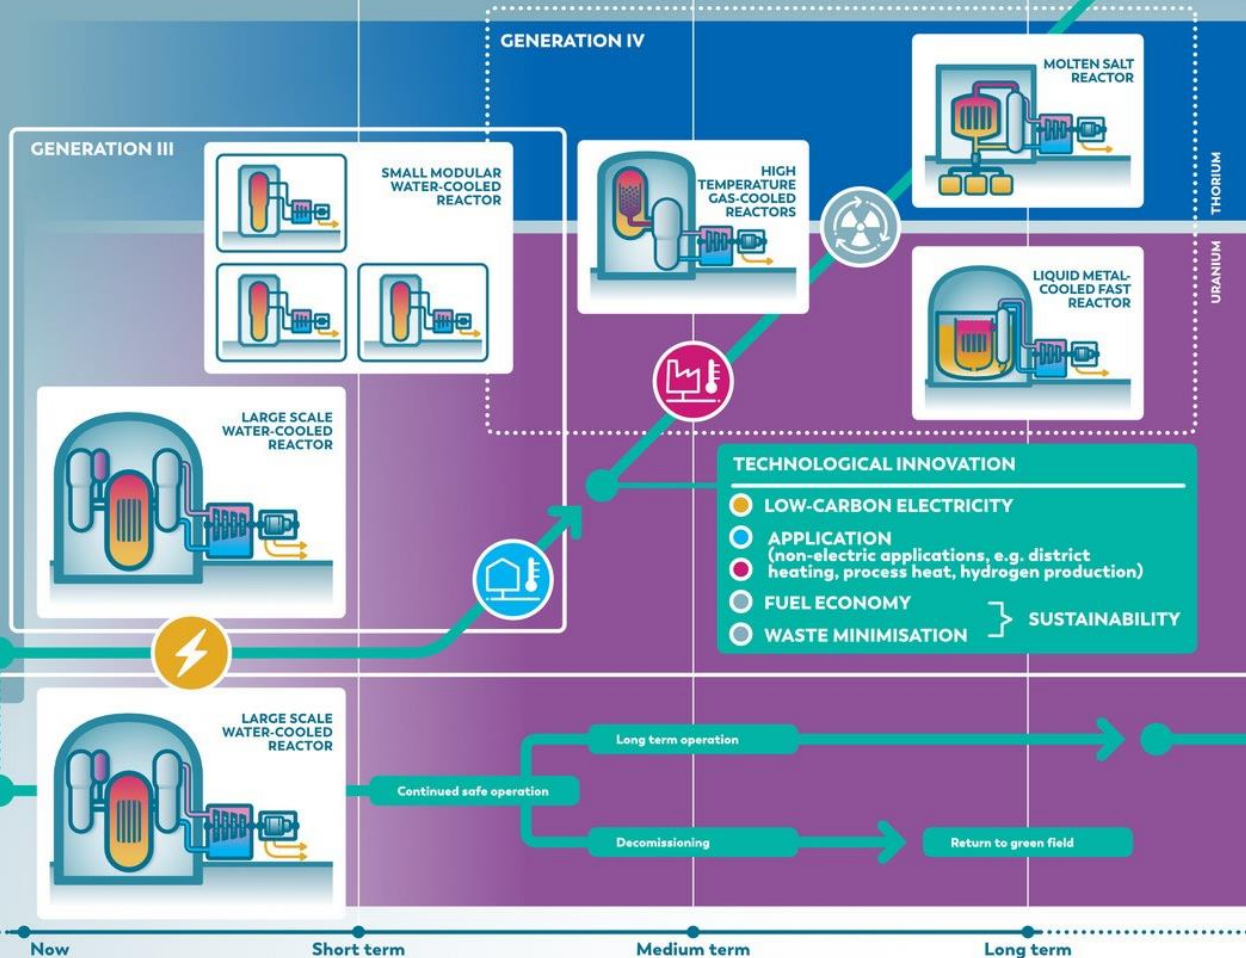 GENERATION IV
MOLTEN SALT
REACTOR
GENERATION III
SMALL MODULAR
WATER-COOLED
REACTOR
HIGH
TEMPERATURE
GAS-COOLED
REACTORS
THORIUM
URANIUM
LIQUID METAL-
COOLED FAST
REACTOR
LARGE SCALE
WATER-COOLED
REACTOR
TECHNOLOGICAL INNOVATION
LOW-CARBON ELECTRICITY
APPLICATION
(non-electric applications, e.g. district
heating, process heat, hydrogen production)
FUEL ECONOMY
WASTE MINIMISATION
SUSTAINABILITY
LARGE SCALE
WATER-COOLED
REACTOR
Long term operation
Continued safe operation
Decomissioning
Return to green field
Now
Short term
Medium term
Long term